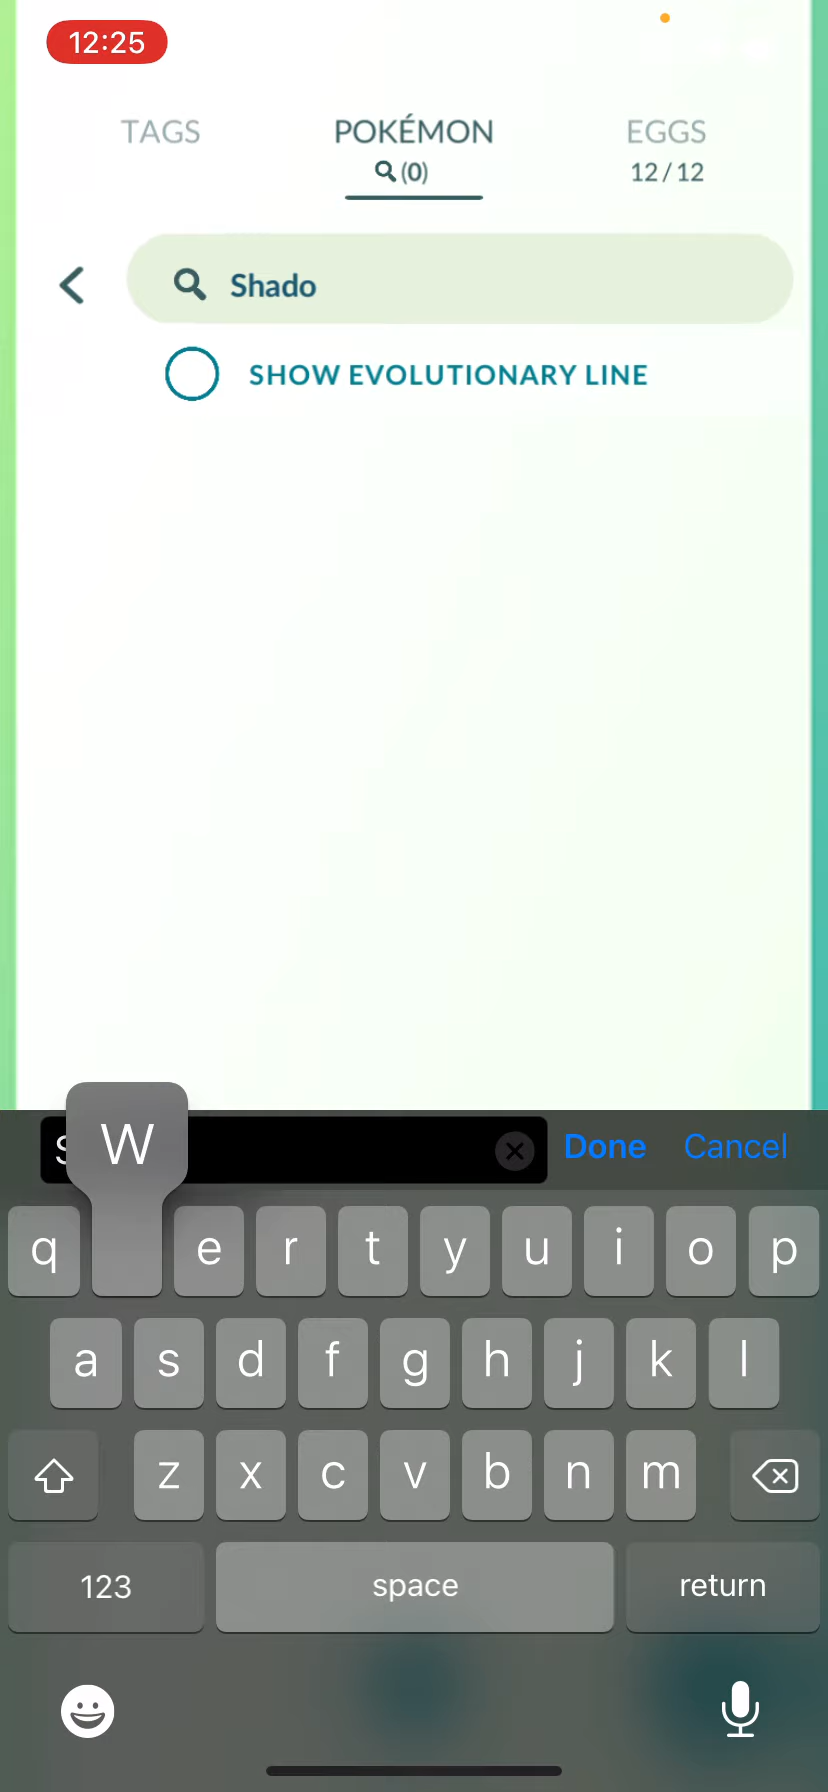 12:25
TAGS
POKÉMON
(0)
EGGS
12 / 12
Shado
SHOW EVOLUTIONARY LINE
S
W
Done
Cancel
q e r t y u i o p
a s d f g h j k l
z x c v b n m
123
space
return